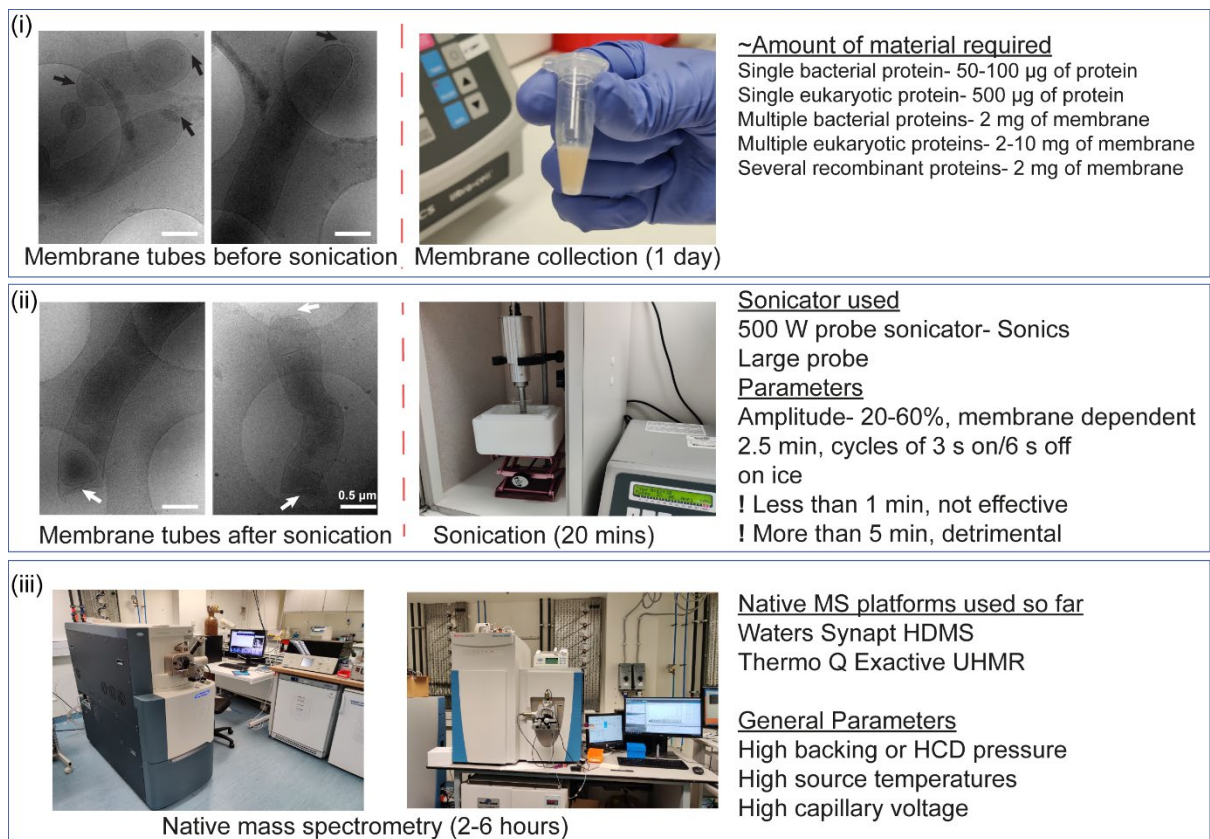 (i)
Membrane tubes before sonication
Membrane collection (1 day)
~Amount of material required
Single bacterial protein- 50-100 µg of protein
Single eukaryotic protein- 500 µg of protein
Multiple bacterial proteins- 2 mg of membrane
Multiple eukaryotic proteins- 2-10 mg of membrane
Several recombinant proteins- 2 mg of membrane
(ii)
0.5 µm
Membrane tubes after sonication
Sonication (20 mins)
Sonicator used
500 W probe sonicator- Sonics
Large probe
Parameters
Amplitude- 20-60%, membrane dependent
2.5 min, cycles of 3 s on/6 s off
on ice
! Less than 1 min, not effective
! More than 5 min, detrimental
(iii)
Native mass spectrometry (2-6 hours)
Native MS platforms used so far
Waters Synapt HDMS
Thermo Q Exactive UHMR
General Parameters
High backing or HCD pressure
High source temperatures
High capillary voltage